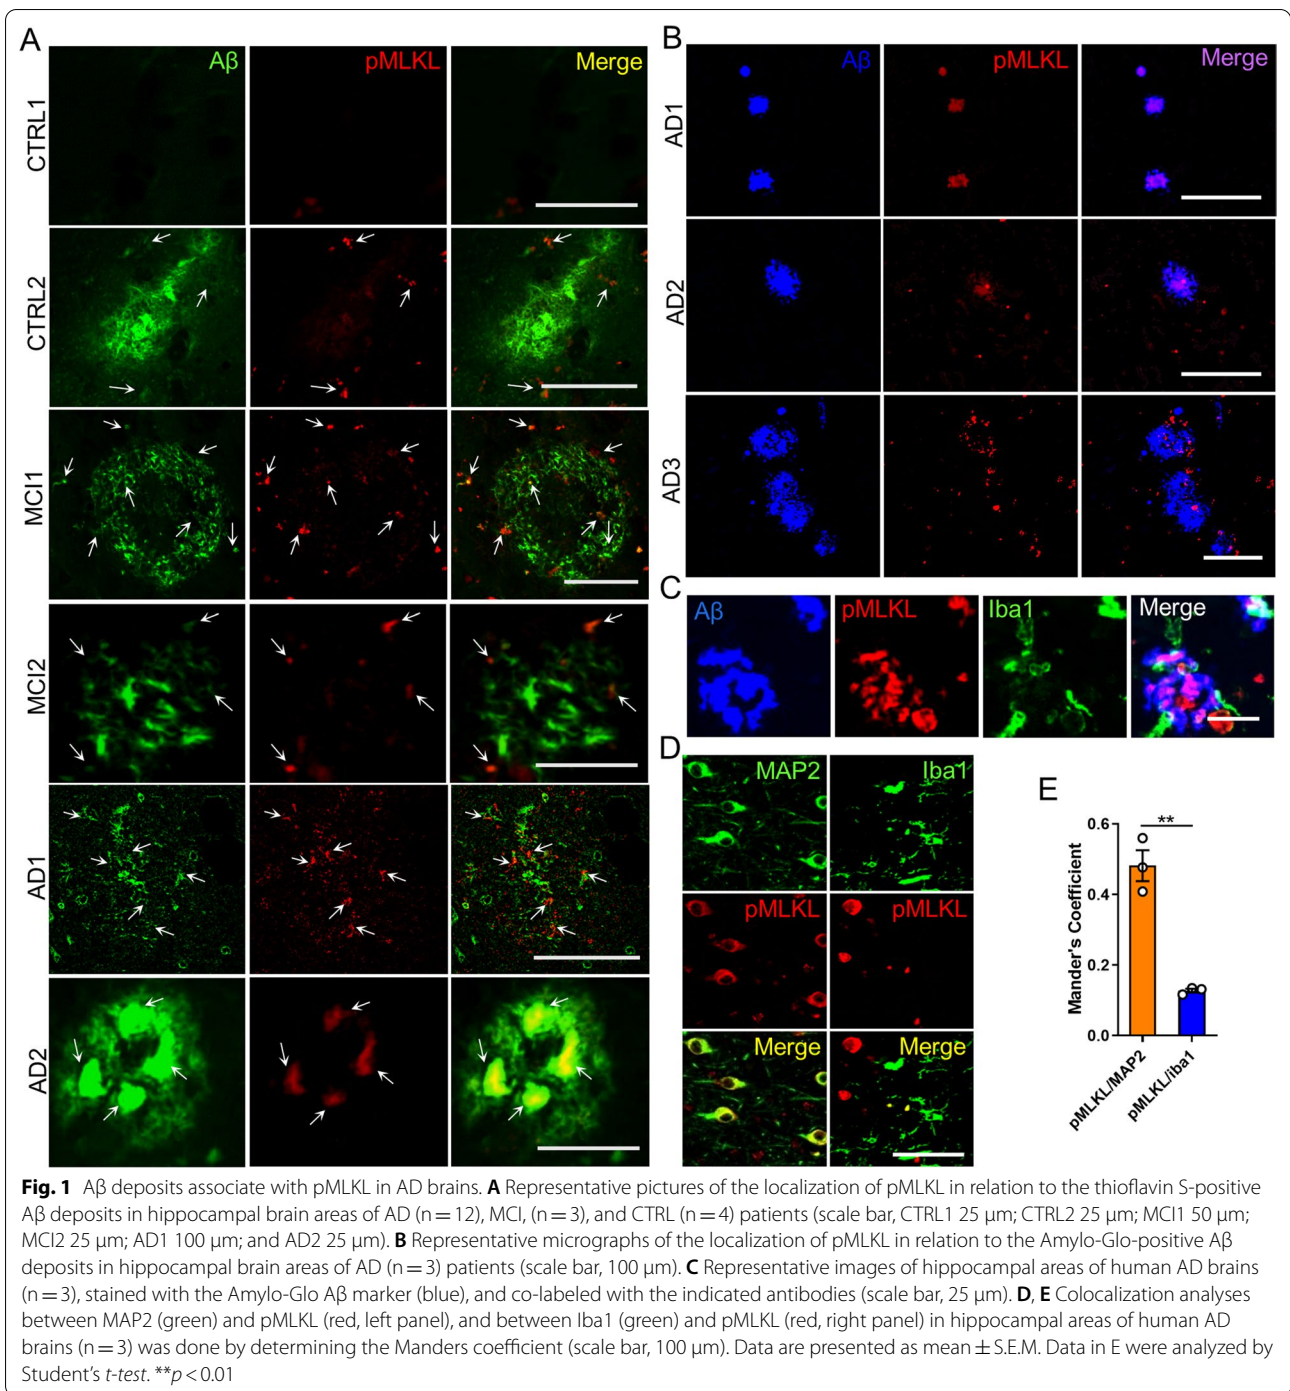 A
Aβ pMLKL Merge
CTRL1
CTRL2
MCI1
MCI2
AD1
AD2
B
Aβ pMLKL Merge
AD1
AD2
AD3
C
Aβ pMLKL Iba1 Merge
D
MAP2 Iba1
pMLKL pMLKL
Merge Merge
E
Mander's Coefficient
0.6
0.4
0.2
0.0
**
pMLKL/MAP2
pMLKL/iba1
Fig. 1 Aβ deposits associate with pMLKL in AD brains. A Representative pictures of the localization of pMLKL in relation to the thioflavin S-positive
Aβ deposits in hippocampal brain areas of AD (n = 12), MCI, (n = 3), and CTRL (n = 4) patients (scale bar, CTRL1 25 μm; CTRL2 25 μm; MCI1 50 μm;
MCI2 25 μm; AD1 100 μm; and AD2 25 μm). B Representative micrographs of the localization of pMLKL in relation to the Amylo-Glo-positive Aβ
deposits in hippocampal brain areas of AD (n = 3) patients (scale bar, 100 μm). C Representative images of hippocampal areas of human AD brains
(n = 3), stained with the Amylo-Glo Aβ marker (blue), and co-labeled with the indicated antibodies (scale bar, 25 μm). D, E Colocalization analyses
between MAP2 (green) and pMLKL (red, left panel), and between Iba1 (green) and pMLKL (red, right panel) in hippocampal areas of human AD
brains (n = 3) was done by determining the Manders coefficient (scale bar, 100 μm). Data are presented as mean ± S.E.M. Data in E were analyzed by
Student's t-test. **p < 0.01